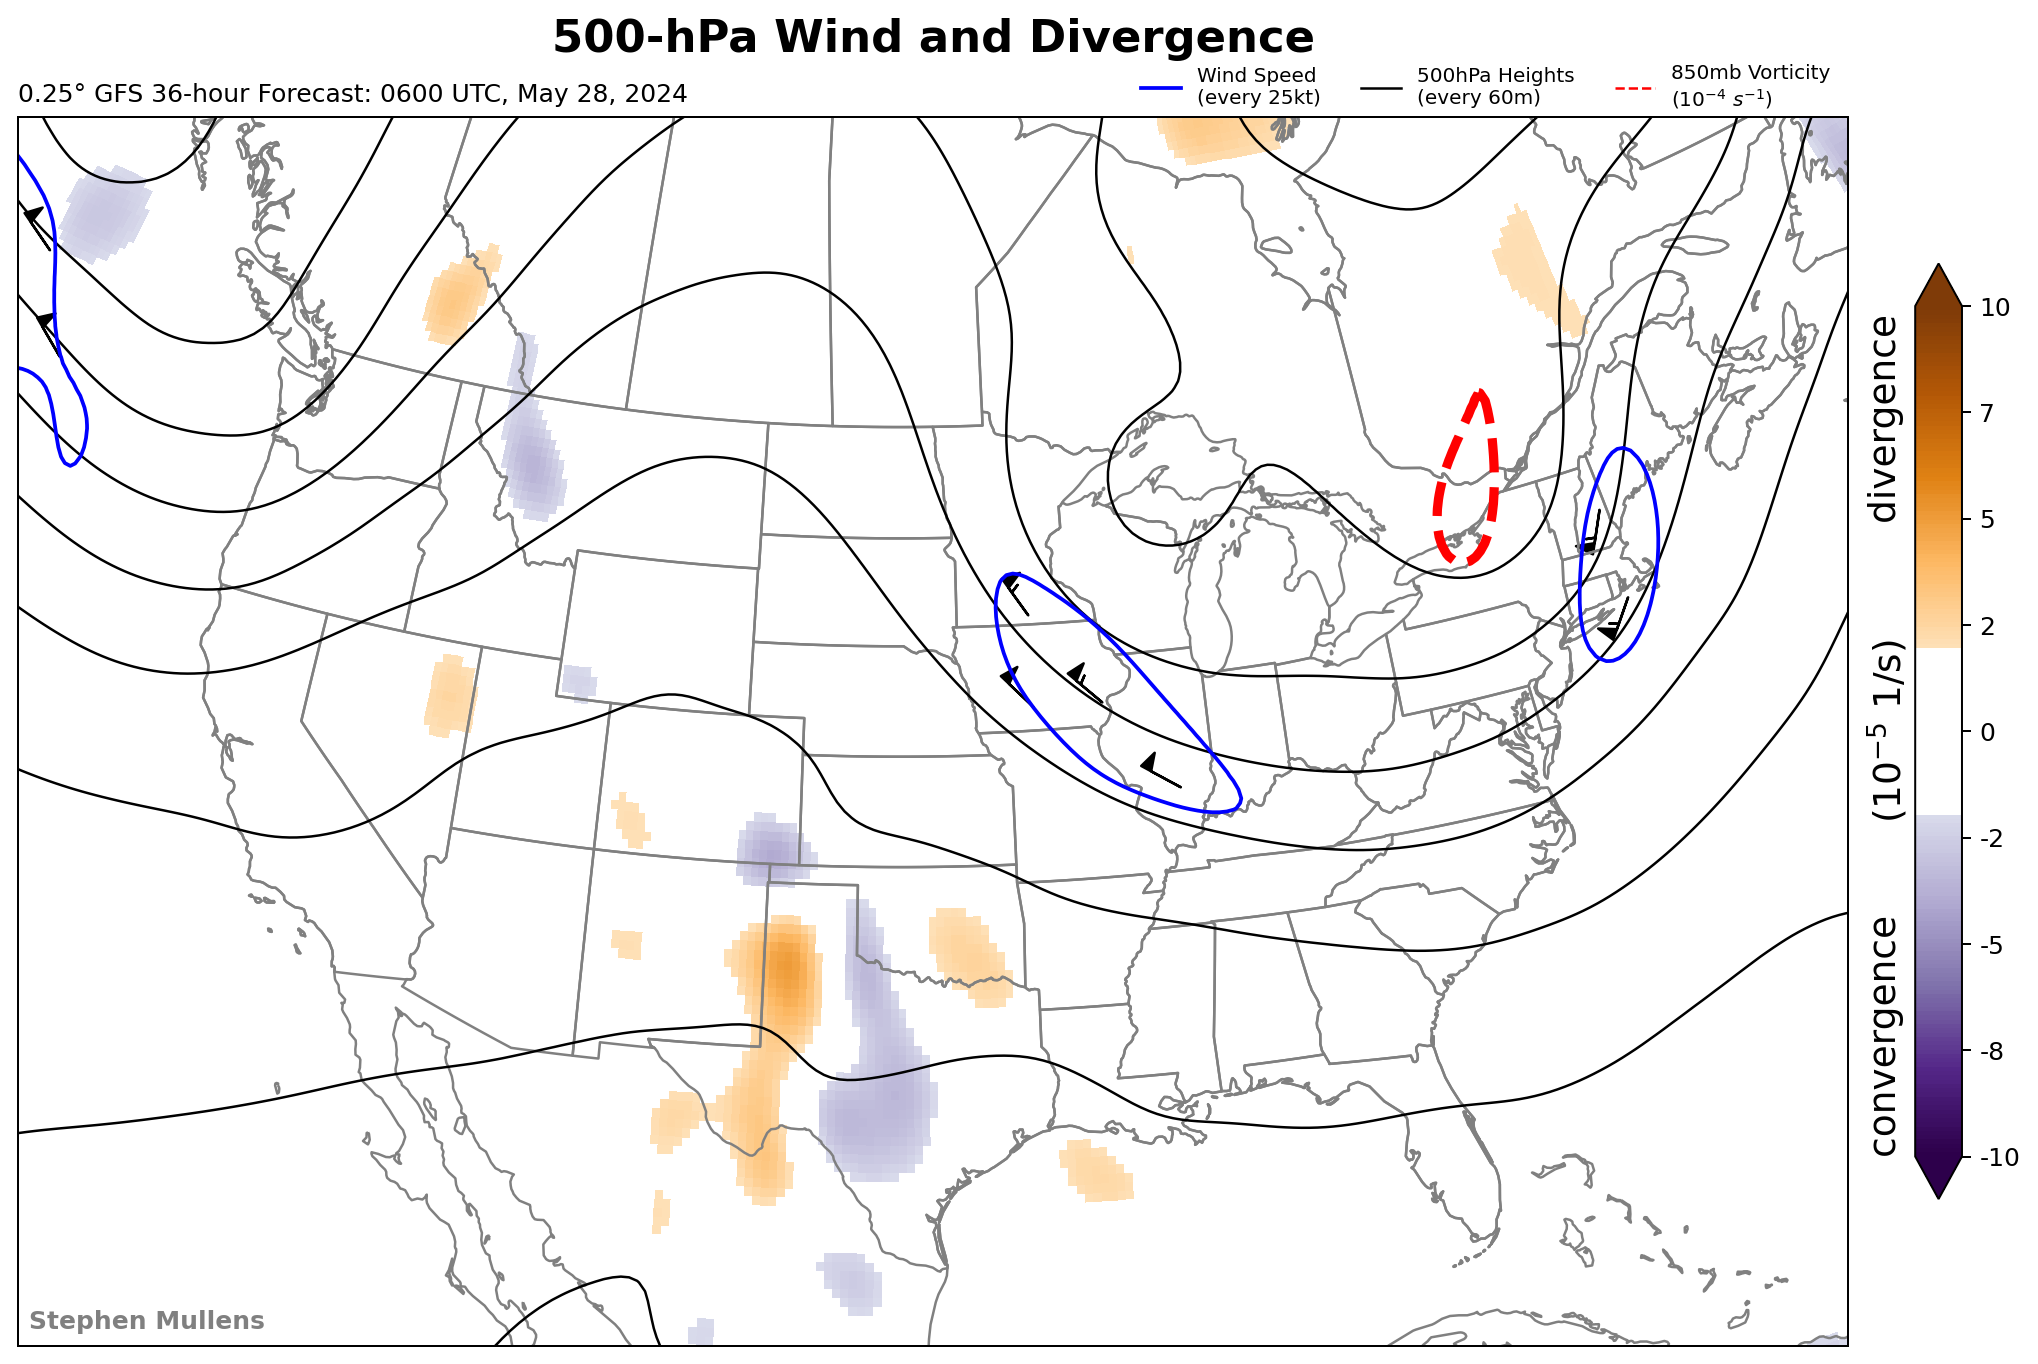 500-hPa Wind and Divergence
0.25° GFS 36-hour Forecast: 0600 UTC, May 28, 2024
Wind Speed
(every 25kt)
500hPa Heights
(every 60m)
850mb Vorticity
(10⁻⁴ s⁻¹)
10
7
5
2
0
-2
-5
-8
-10
convergence (10⁻⁵ 1/s) divergence
Stephen Mullens